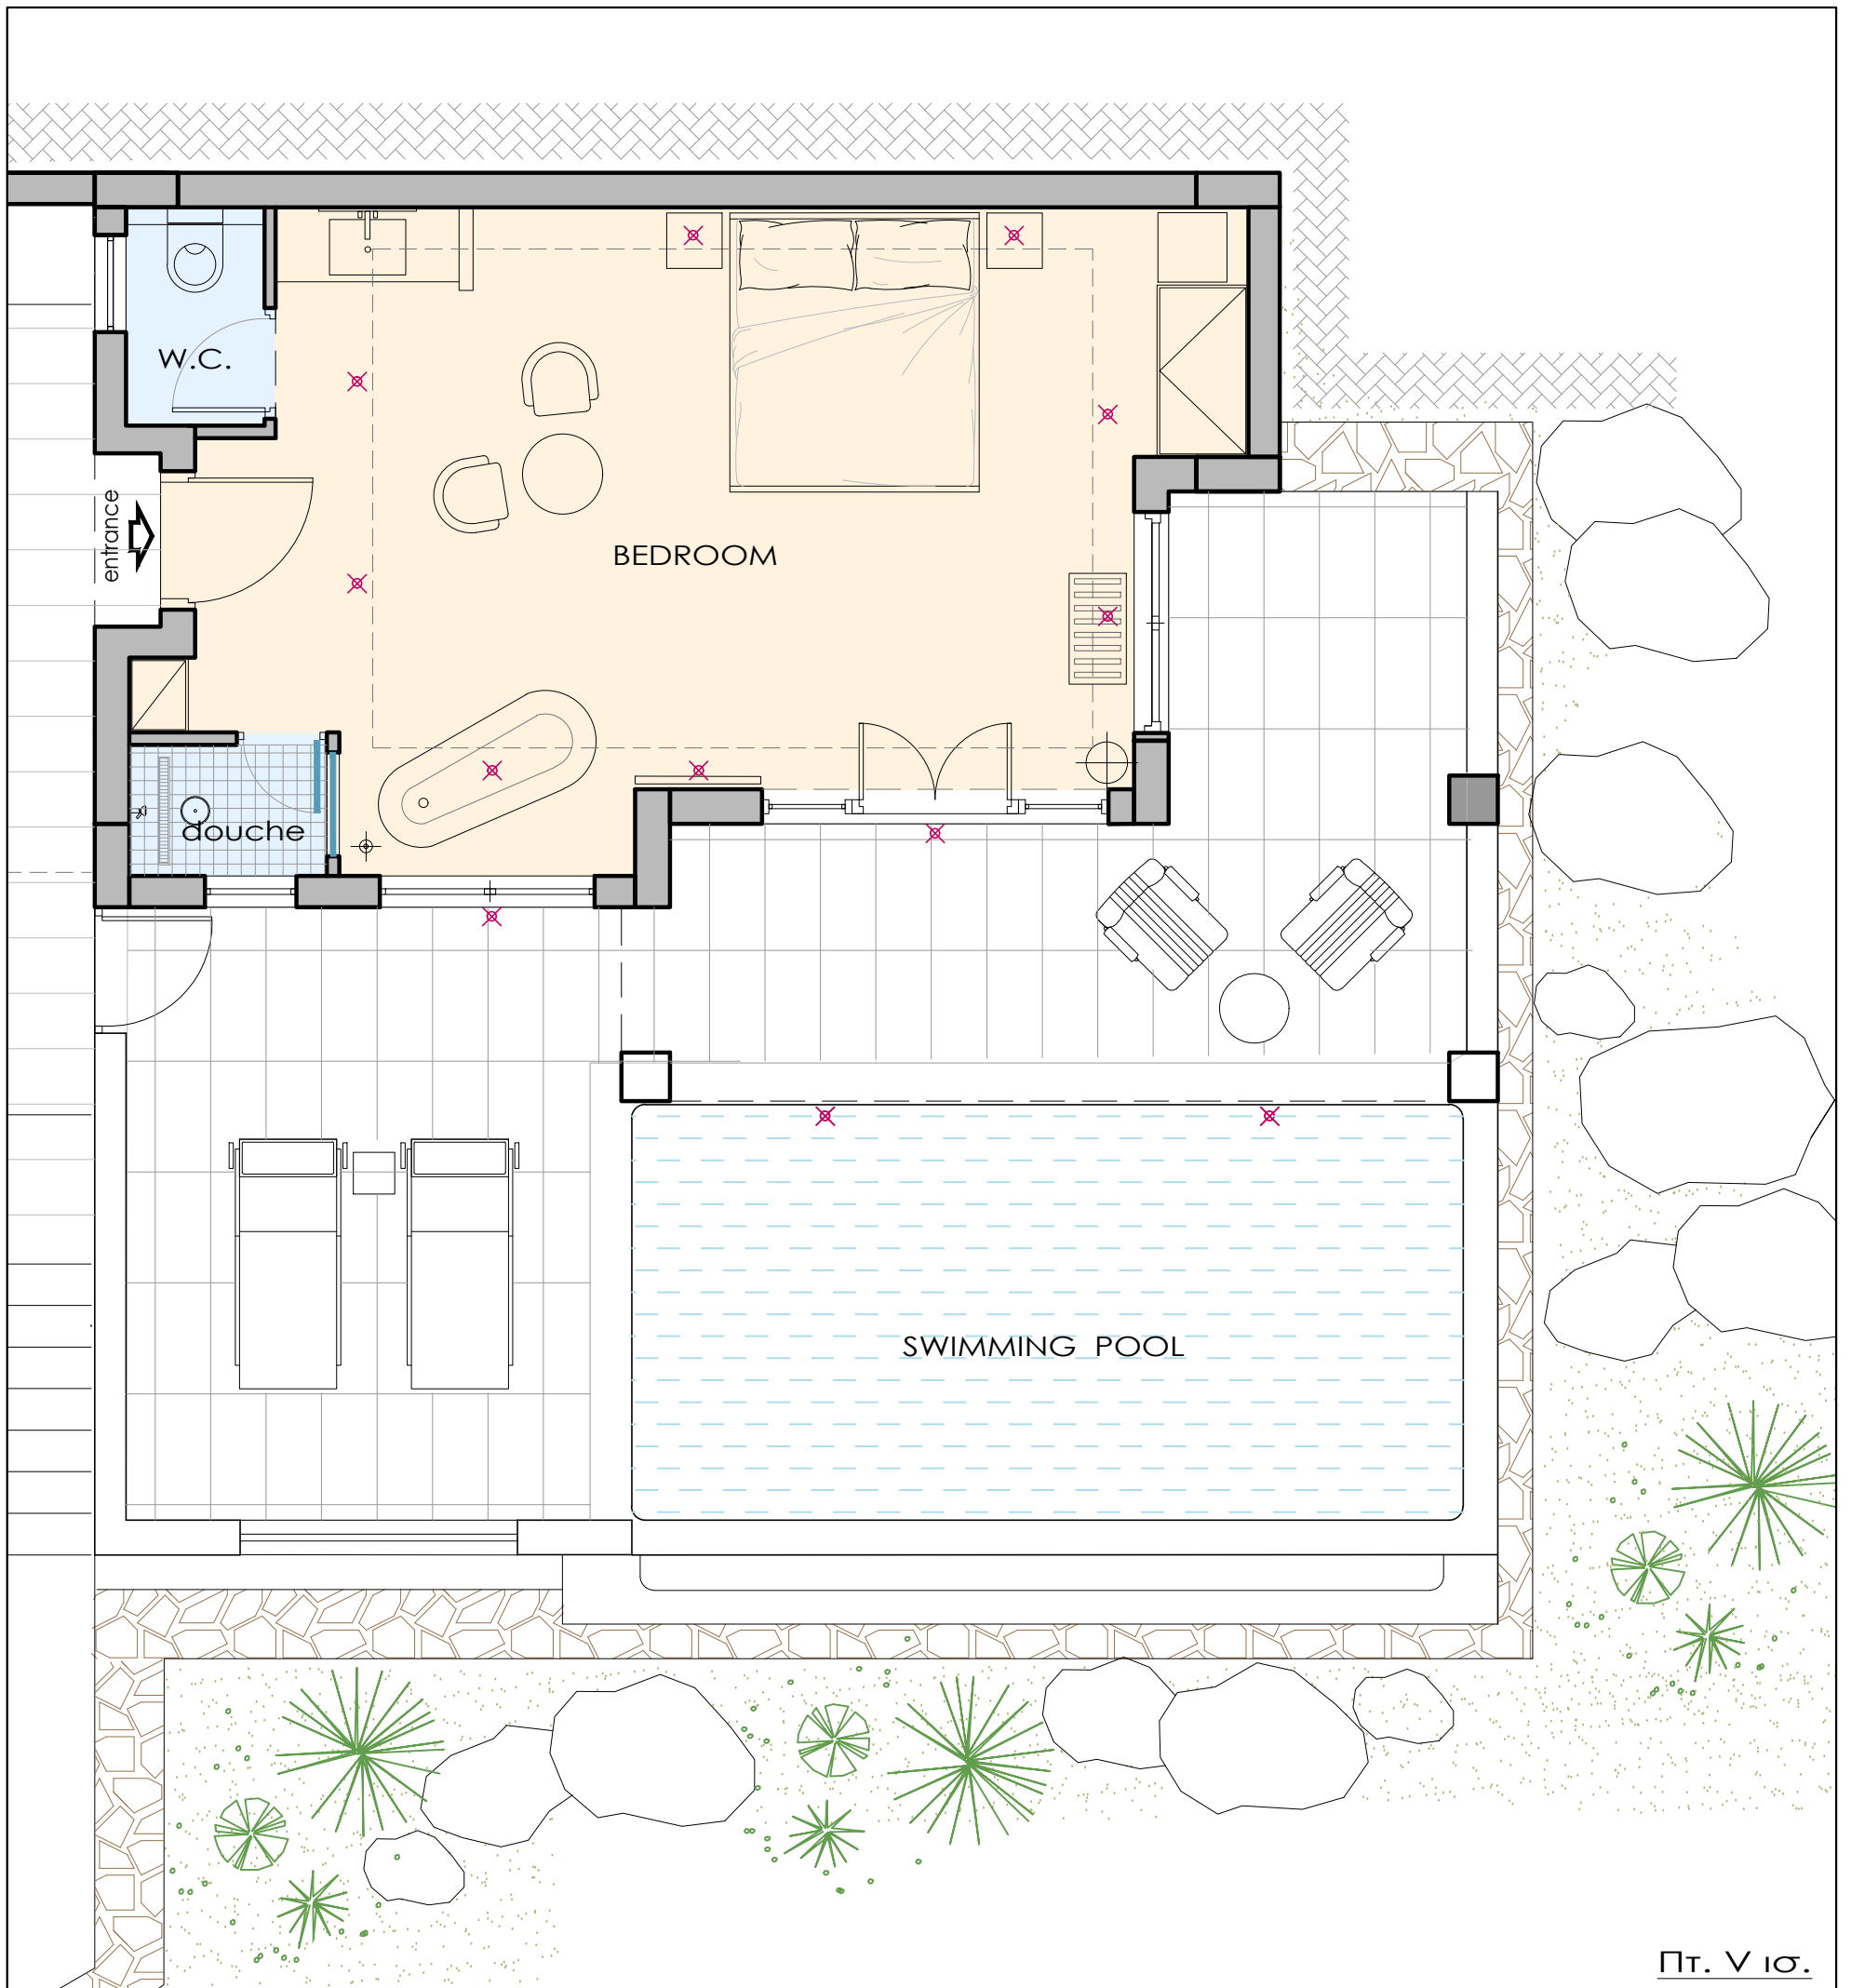 W.C.
entrance
BEDROOM
douche
SWIMMING POOL
Πτ. V ισ.